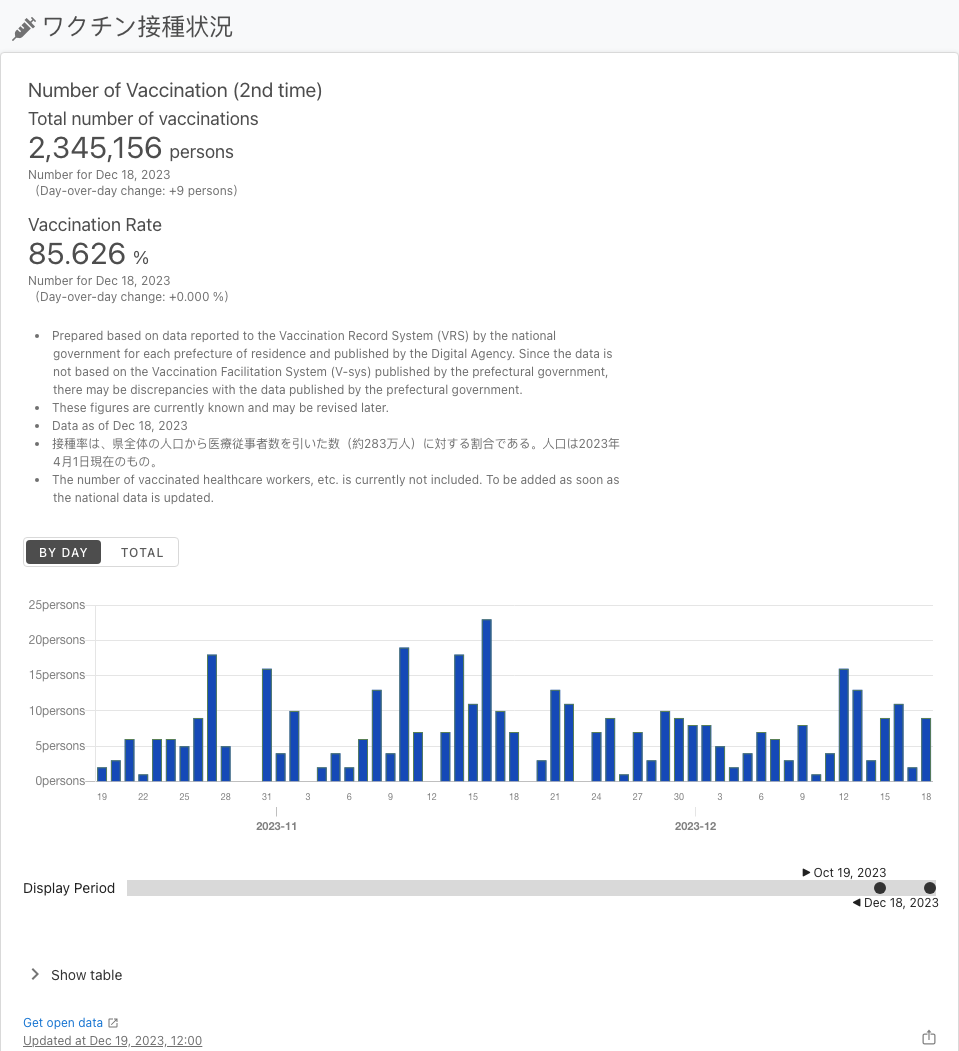 ワクチン接種状況
Number of Vaccination (2nd time)
Total number of vaccinations
2,345,156 persons
Number for Dec 18, 2023
(Day-over-day change: +9 persons)
Vaccination Rate
85.626 %
Number for Dec 18, 2023
(Day-over-day change: +0.000 %)
• Prepared based on data reported to the Vaccination Record System (VRS) by the national
government for each prefecture of residence and published by the Digital Agency. Since the data is
not based on the Vaccination Facilitation System (V-sys) published by the prefectural government,
there may be discrepancies with the data published by the prefectural government.
• These figures are currently known and may be revised later.
• Data as of Dec 18, 2023
• 接種率は、県全体の人口から医療従事者数を引いた数（約283万人）に対する割合である。人口は2023年
4月1日現在のもの。
• The number of vaccinated healthcare workers, etc. is currently not included. To be added as soon as
the national data is updated.
BY DAY TOTAL
25persons
20persons
15persons
10persons
5persons
0persons
19 22 25 28 31 3 6 9 12 15 18 21 24 27 30 3 6 9 12 15 18
2023-11 2023-12
▶ Oct 19, 2023
Display Period
◀ Dec 18, 2023
Show table
Get open data
Updated at Dec 19, 2023, 12:00